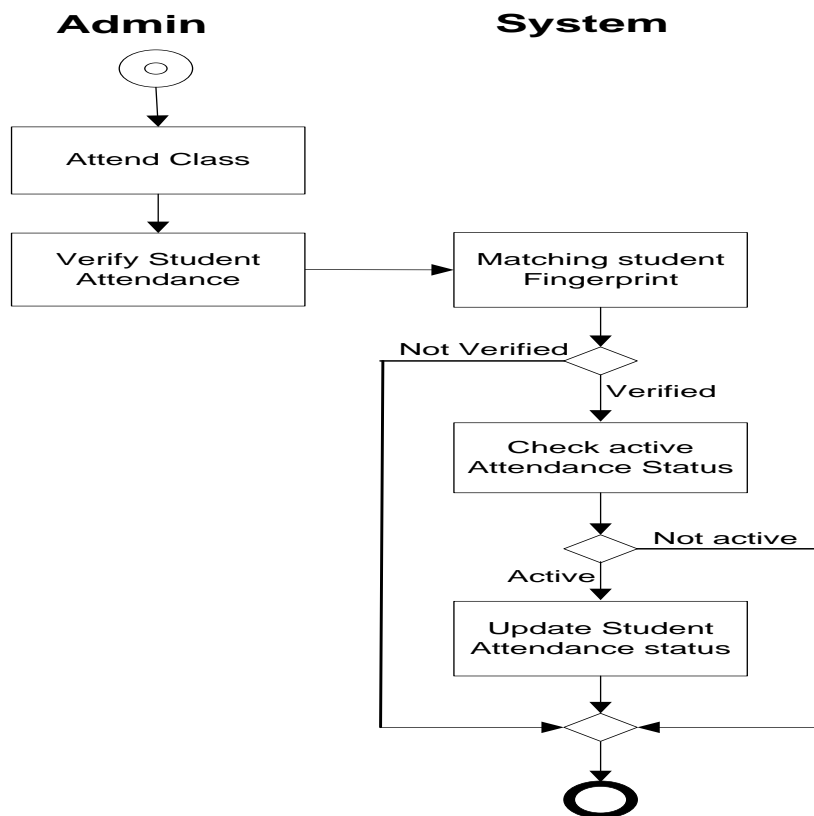 Admin
System
Attend Class
Verify Student
Attendance
Matching student
Fingerprint
Not Verified
Verified
Check active
Attendance Status
Not active
Active
Update Student
Attendance status